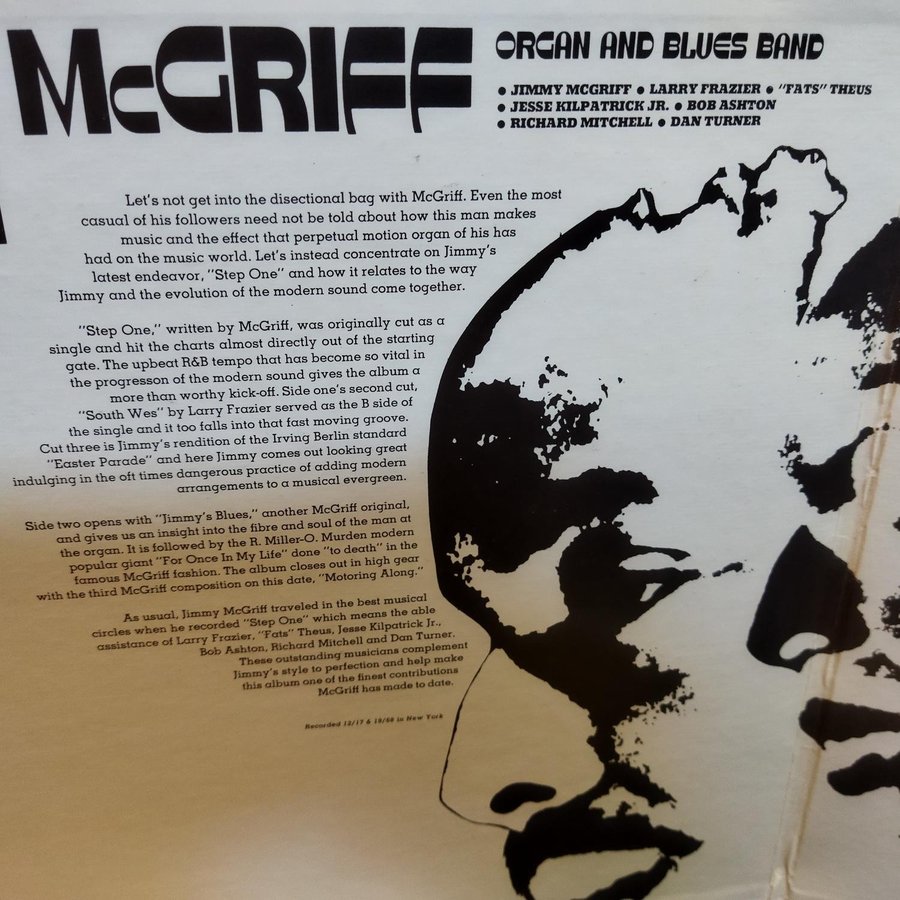 McGRIFF
ORGAN AND BLUES BAND
● JIMMY MCGRIFF ● LARRY FRAZIER ● "FATS" THEUS
● JESSE KILPATRICK JR. ● BOB ASHTON
● RICHARD MITCHELL ● DAN TURNER
Let's not get into the disectional bag with McGriff. Even the most
casual of his followers need not be told about how this man makes
music and the effect that perpetual motion organ of his has
had on the music world. Let's instead concentrate on Jimmy's
latest endeavor, "Step One" and how it relates to the way
Jimmy and the evolution of the modern sound come together.
"Step One," written by McGriff, was originally cut as a
single and hit the charts almost directly out of the starting
gate. The upbeat R&B tempo that has become so vital in
the progresson of the modern sound gives the album a
more than worthy kick-off. Side one's second cut,
"South Wes" by Larry Frazier served as the B side of
the single and it too falls into that fast moving groove.
Cut three is Jimmy's rendition of the Irving Berlin standard
"Easter Parade" and here Jimmy comes out looking great
indulging in the oft times dangerous practice of adding modern
arrangements to a musical evergreen.
Side two opens with "Jimmy's Blues," another McGriff original,
and gives us an insight into the fibre and soul of the man at
the organ. It is followed by the R. Miller-O. Murden modern
popular giant "For Once In My Life" done "to death" in the
famous McGriff fashion. The album closes out in high gear
with the third McGriff composition on this date, "Motoring Along."
As usual, Jimmy McGriff traveled in the best musical
circles when he recorded "Step One" which means the able
assistance of Larry Frazier, "Fats" Theus, Jesse Kilpatrick Jr.,
Bob Ashton, Richard Mitchell and Dan Turner.
These outstanding musicians complement
Jimmy's style to perfection and help make
this album one of the finest contributions
McGriff has made to date.
Recorded 12/17 & 19/68 in New York